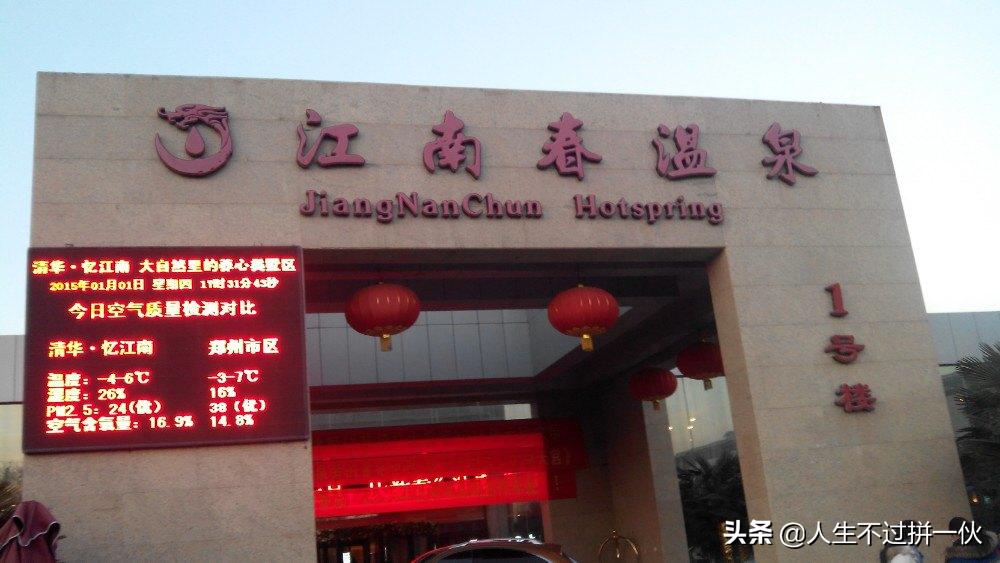 江南春温泉
JiangNanChun Hotspring
清华·忆江南 大自然里的养心美墅区
2015年01月01日 星期四 17时31分43秒
今日空气质量检测对比
清华·忆江南 郑州市区
温度：-4-6℃ -3-7℃
湿度：26% 16%
PM2.5：24(优) 38（优）
空气含氧量：16.9% 14.8%
1号楼
头条 @人生不过拼一伙